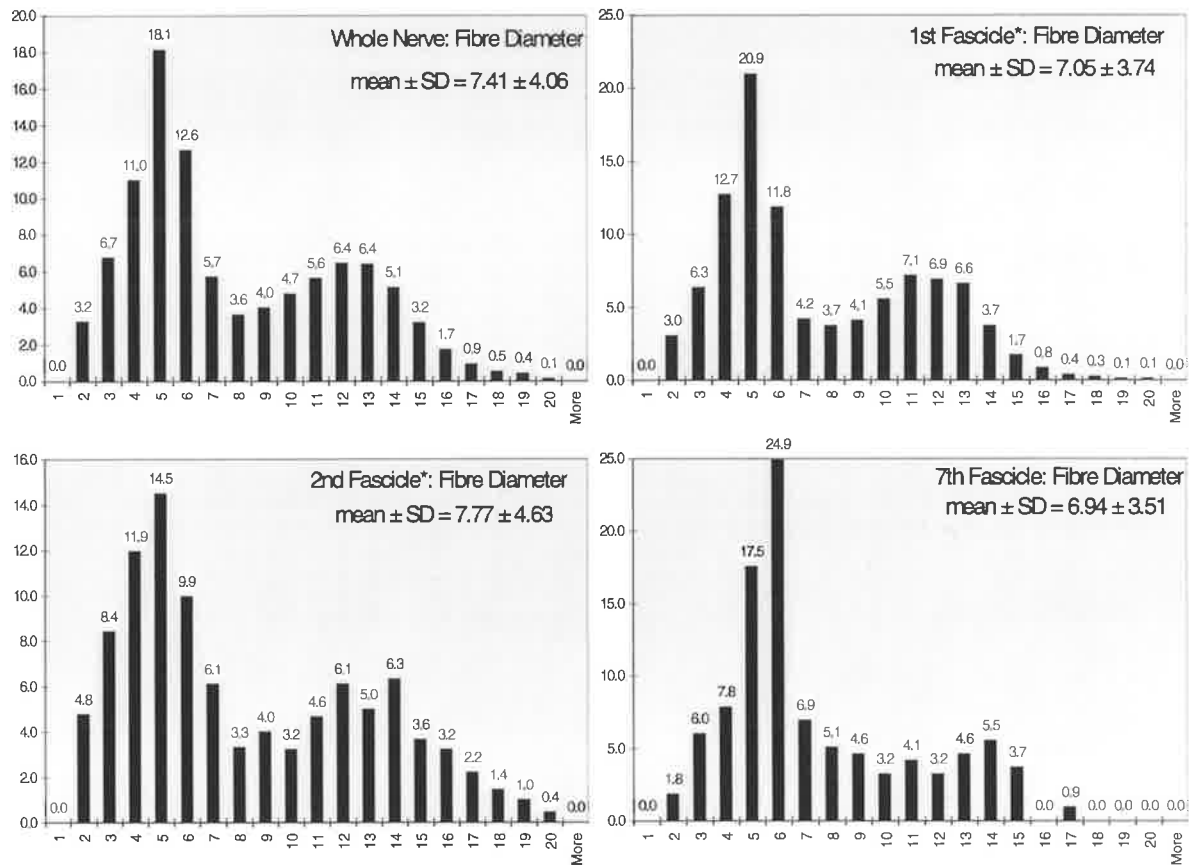 Whole Nerve: Fibre Diameter
mean ± SD = 7.41 ± 4.06
20.0
18.0
16.0
14.0
12.0
10.0
8.0
6.0
4.0
2.0
0.0
0.0 3.2 6.7 11.0 18.1 12.6 5.7 3.6 4.0 4.7 5.6 6.4 6.4 5.1 3.2 1.7 0.9 0.5 0.4 0.1 0.0
1 2 3 4 5 6 7 8 9 10 11 12 13 14 15 16 17 18 19 20 More
1st Fascicle*: Fibre Diameter
mean ± SD = 7.05 ± 3.74
25.0
20.0
15.0
10.0
5.0
0.0
0.0 3.0 6.3 12.7 20.9 11.8 4.2 3.7 4.1 5.5 7.1 6.9 6.6 3.7 1.7 0.8 0.4 0.3 0.1 0.1 0.0
1 2 3 4 5 6 7 8 9 10 11 12 13 14 15 16 17 18 19 20 More
2nd Fascicle*: Fibre Diameter
mean ± SD = 7.77 ± 4.63
16.0
14.0
12.0
10.0
8.0
6.0
4.0
2.0
0.0
0.0 4.8 8.4 11.9 14.5 9.9 6.1 3.3 4.0 3.2 4.6 6.1 5.0 6.3 3.6 3.2 2.2 1.4 1.0 0.4 0.0
1 2 3 4 5 6 7 8 9 10 11 12 13 14 15 16 17 18 19 20 More
7th Fascicle: Fibre Diameter
mean ± SD = 6.94 ± 3.51
25.0
20.0
15.0
10.0
5.0
0.0
0.0 1.8 6.0 7.8 17.5 24.9 6.9 5.1 4.6 3.2 4.1 3.2 4.6 5.5 3.7 0.0 0.9 0.0 0.0 0.0 0.0
1 2 3 4 5 6 7 8 9 10 11 12 13 14 15 16 17 18 19 20 More